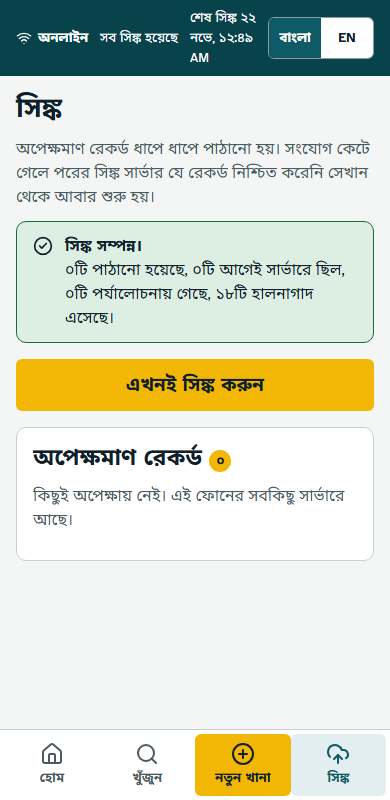 অনলাইন
সব সিঙ্ক হয়েছে
শেষ সিঙ্ক ২২
নভে, ১২:৪৯
AM
বাংলা
EN
সিঙ্ক
অপেক্ষমাণ রেকর্ড ধাপে ধাপে পাঠানো হয়। সংযোগ কেটে
গেলে পরের সিঙ্ক সার্ভার যে রেকর্ড নিশ্চিত করেনি সেখান
থেকে আবার শুরু হয়।
সিঙ্ক সম্পন্ন।
০টি পাঠানো হয়েছে, ০টি আগেই সার্ভারে ছিল,
০টি পর্যালোচনায় গেছে, ১৮টি হালনাগাদ
এসেছে।
এখনই সিঙ্ক করুন
অপেক্ষমাণ রেকর্ড ০
কিছুই অপেক্ষায় নেই। এই ফোনের সবকিছু সার্ভারে
আছে।
হোম
খুঁজুন
নতুন খানা
সিঙ্ক